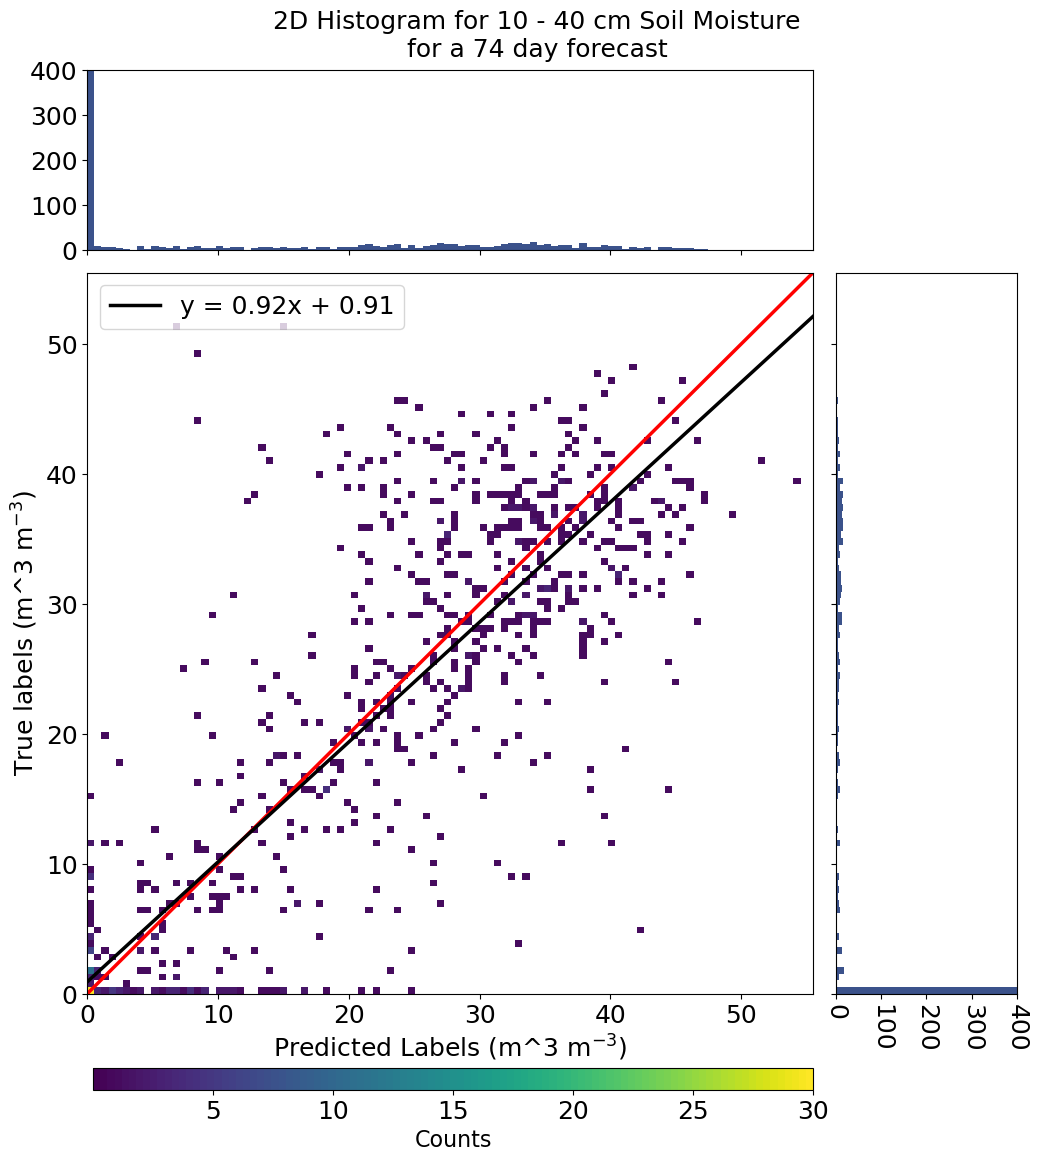 2D Histogram for 10 - 40 cm Soil Moisture
for a 74 day forecast
400
300
200
100
0
y = 0.92x + 0.91
50
40
30
20
10
0
True labels (m^3 m⁻³)
0 10 20 30 40 50
Predicted Labels (m^3 m⁻³)
0 100 200 300 400
5 10 15 20 25 30
Counts